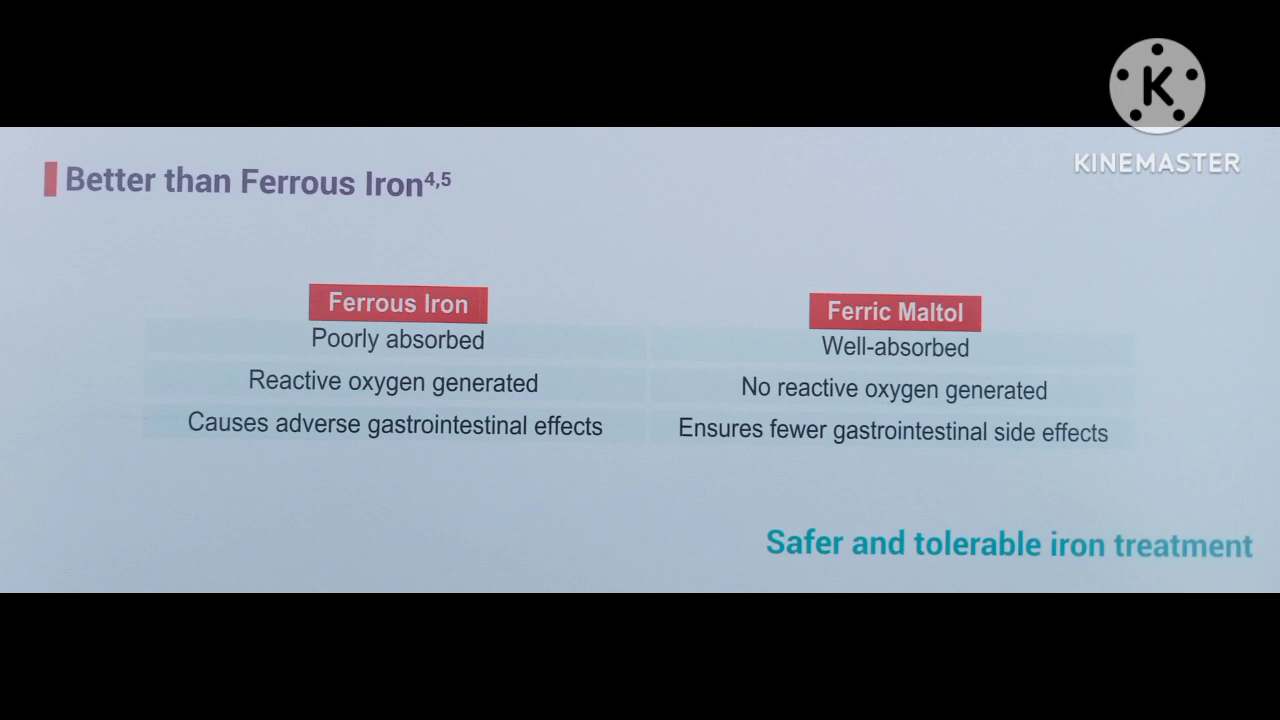 K
KINEMASTER
Better than Ferrous Iron4,5
Ferrous Iron
Poorly absorbed
Reactive oxygen generated
Causes adverse gastrointestinal effects
Ferric Maltol
Well-absorbed
No reactive oxygen generated
Ensures fewer gastrointestinal side effects
Safer and tolerable iron treatment